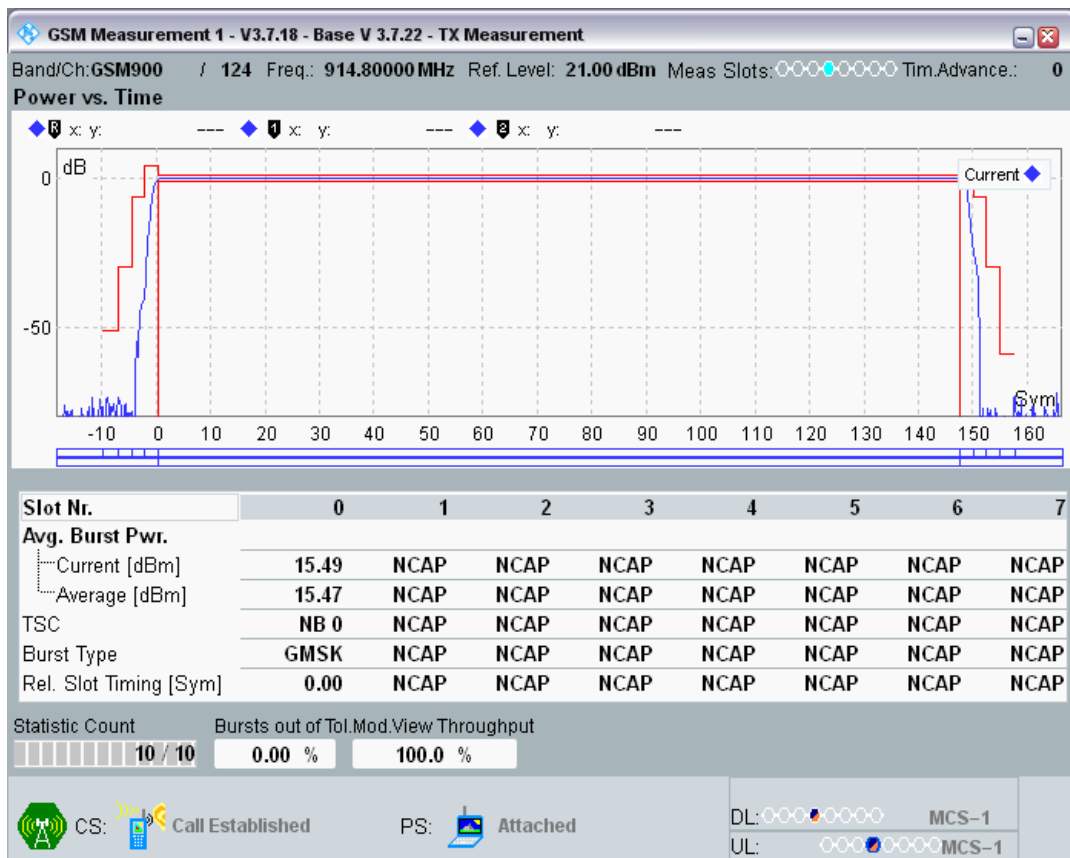 GSM Measurement 1 - V3.7.18 - Base V 3.7.22 - TX Measurement
Band/Ch:GSM900 / 124 Freq.: 914.80000 MHz Ref. Level: 21.00 dBm Meas Slots: Tim.Advance.: 0
Power vs. Time
R x: y: --- 1 x: y: --- 2 x: y: ---
dB
0
Current
-50
Sym
-10 0 10 20 30 40 50 60 70 80 90 100 110 120 130 140 150 160
Slot Nr. 0 1 2 3 4 5 6 7
Avg. Burst Pwr.
Current [dBm] 15.49 NCAP NCAP NCAP NCAP NCAP NCAP NCAP
Average [dBm] 15.47 NCAP NCAP NCAP NCAP NCAP NCAP NCAP
TSC NB 0 NCAP NCAP NCAP NCAP NCAP NCAP NCAP
Burst Type GMSK NCAP NCAP NCAP NCAP NCAP NCAP NCAP
Rel. Slot Timing [Sym] 0.00 NCAP NCAP NCAP NCAP NCAP NCAP NCAP
Statistic Count Bursts out of Tol.Mod.View Throughput
10 / 10 0.00 % 100.0 %
CS: Call Established PS: Attached DL: MCS-1
UL: MCS-1